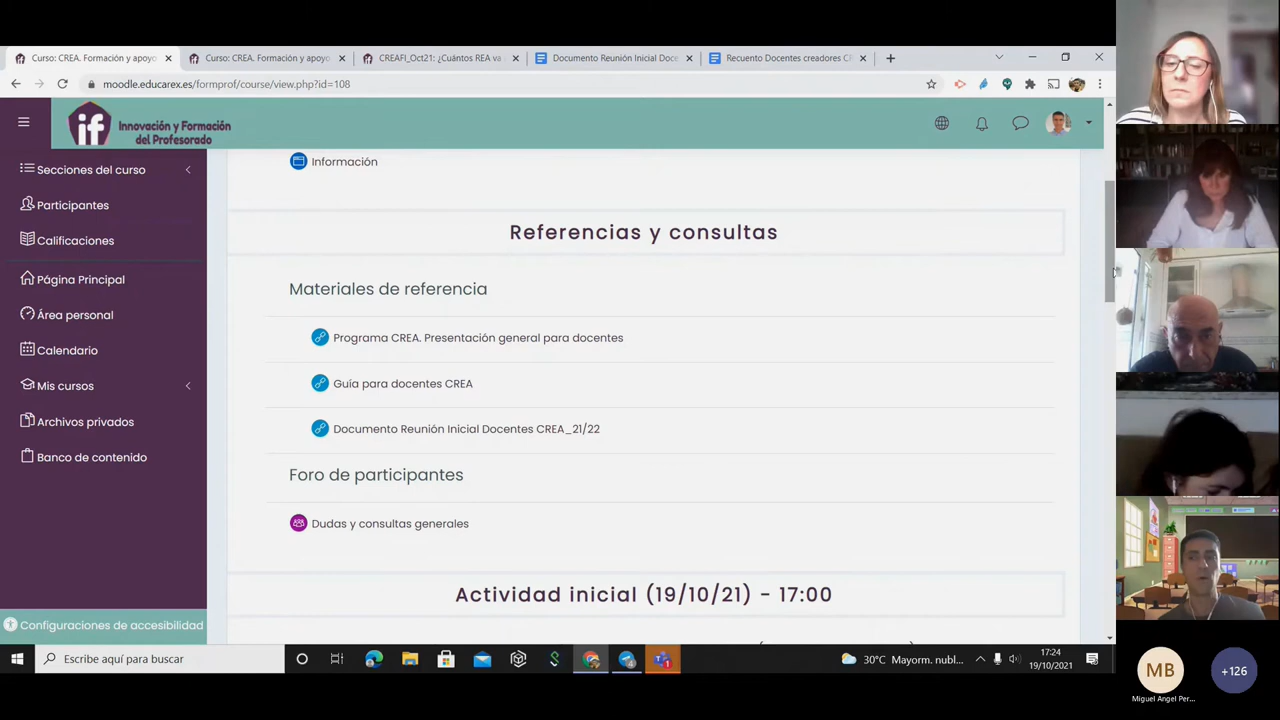 Curso: CREA. Formación y apoyo
Curso: CREA. Formación y apoyo
CREAFI_Oct21: ¿Cuántos REA va
Documento Reunión Inicial Doce
Recuento Docentes creadores CF
moodle.educarex.es/formprof/course/view.php?id=108
if
Innovación y Formación
del Profesorado
Secciones del curso
Participantes
Calificaciones
Página Principal
Área personal
Calendario
Mis cursos
Archivos privados
Banco de contenido
Configuraciones de accesibilidad
Información
Referencias y consultas
Materiales de referencia
Programa CREA. Presentación general para docentes
Guía para docentes CREA
Documento Reunión Inicial Docentes CREA_21/22
Foro de participantes
Dudas y consultas generales
Actividad inicial (19/10/21) - 17:00
Escribe aquí para buscar
30°C Mayorm. nubl...
17:24
19/10/2021
MB
Miguel Angel Per...
+126